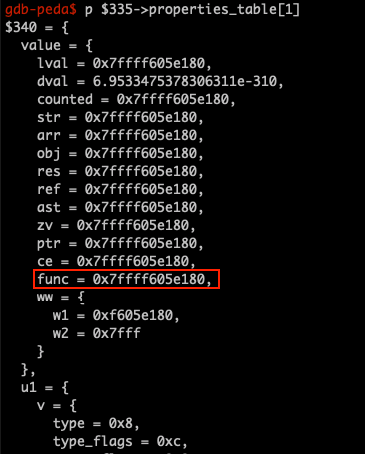 gdb-peda$ p $335->properties_table[1]
$340 = {
value = {
lval = 0x7ffff605e180,
dval = 6.9533475378306311e-310,
counted = 0x7ffff605e180,
str = 0x7ffff605e180,
arr = 0x7ffff605e180,
obj = 0x7ffff605e180,
res = 0x7ffff605e180,
ref = 0x7ffff605e180,
ast = 0x7ffff605e180,
zv = 0x7ffff605e180,
ptr = 0x7ffff605e180,
ce = 0x7ffff605e180,
func = 0x7ffff605e180,
ww = {
w1 = 0xf605e180,
w2 = 0x7fff
}
},
u1 = {
v = {
type = 0x8,
type_flags = 0xc,